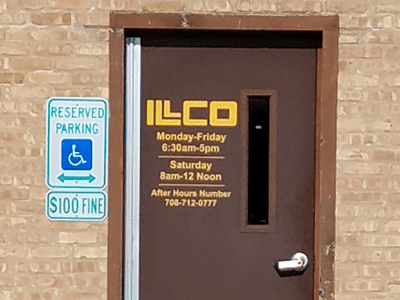 RESERVED
PARKING
$100 FINE
ILLCO
Monday-Friday
6:30am-5pm
Saturday
8am-12 Noon
After Hours Number
708-712-0777